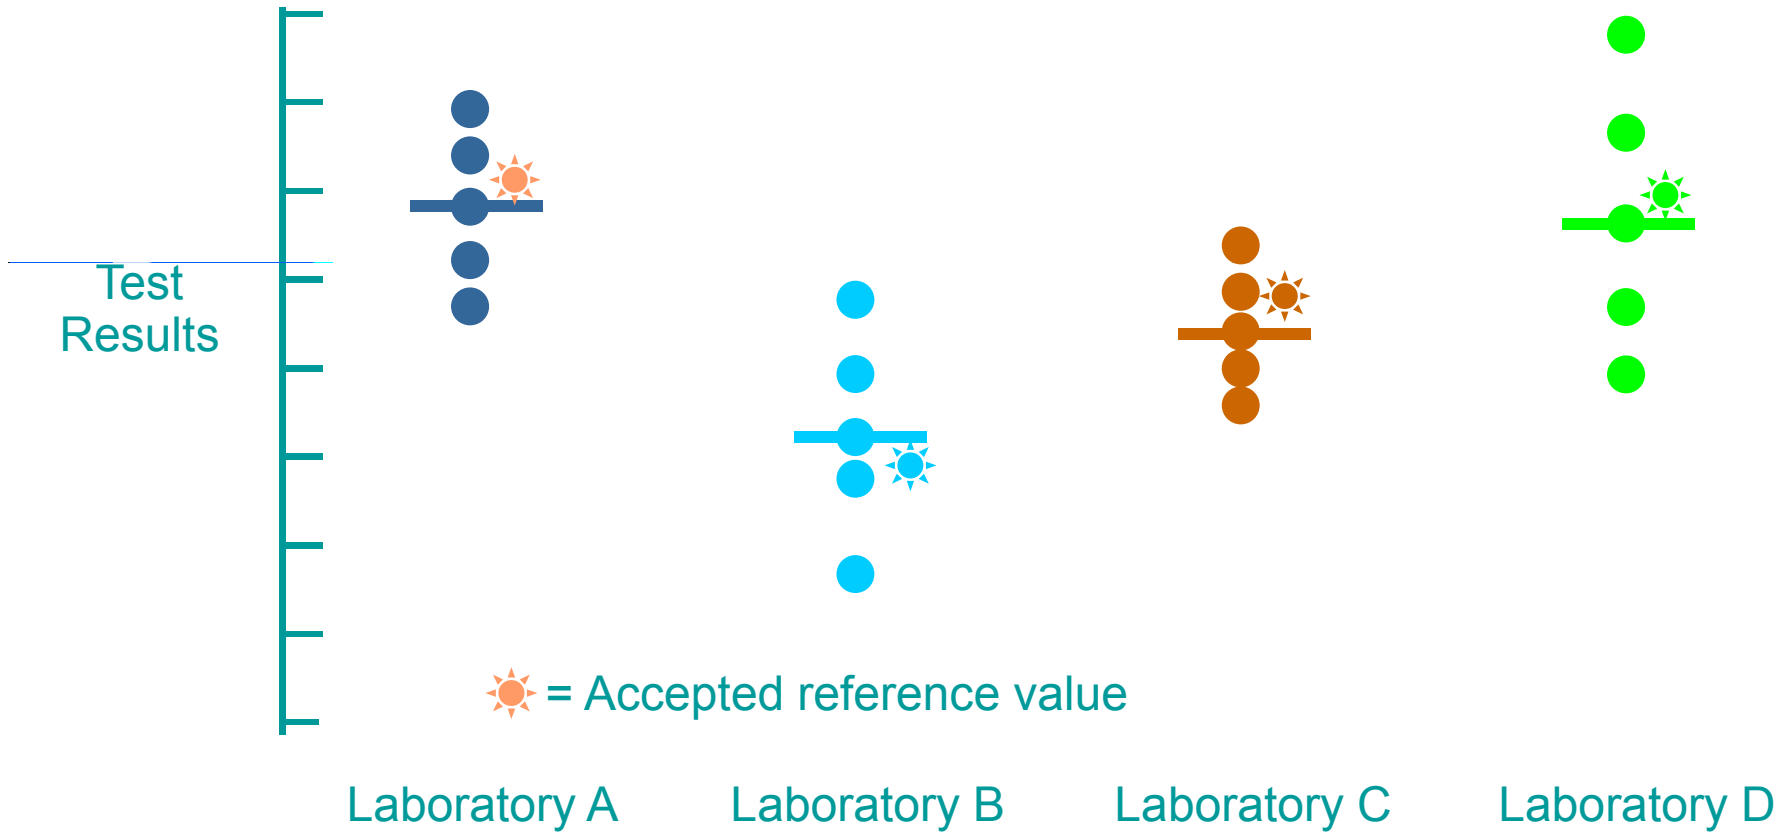 Test
Results
= Accepted reference value
Laboratory A
Laboratory B
Laboratory C
Laboratory D